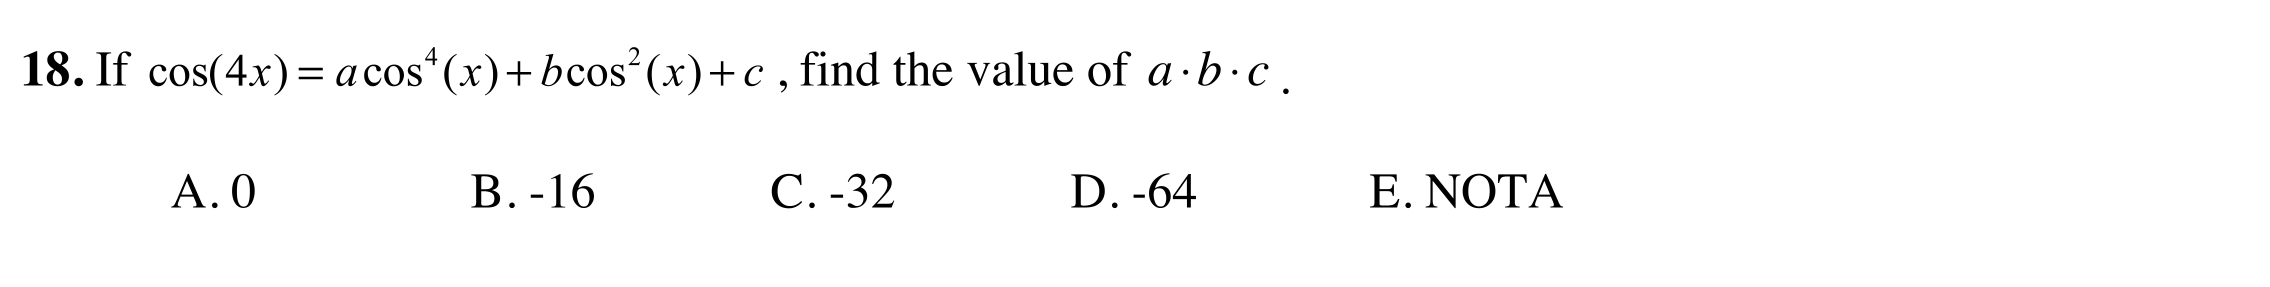 18. If cos(4x) = a cos⁴(x) + b cos²(x) + c , find the value of a · b · c .
A. 0 B. -16 C. -32 D. -64 E. NOTA